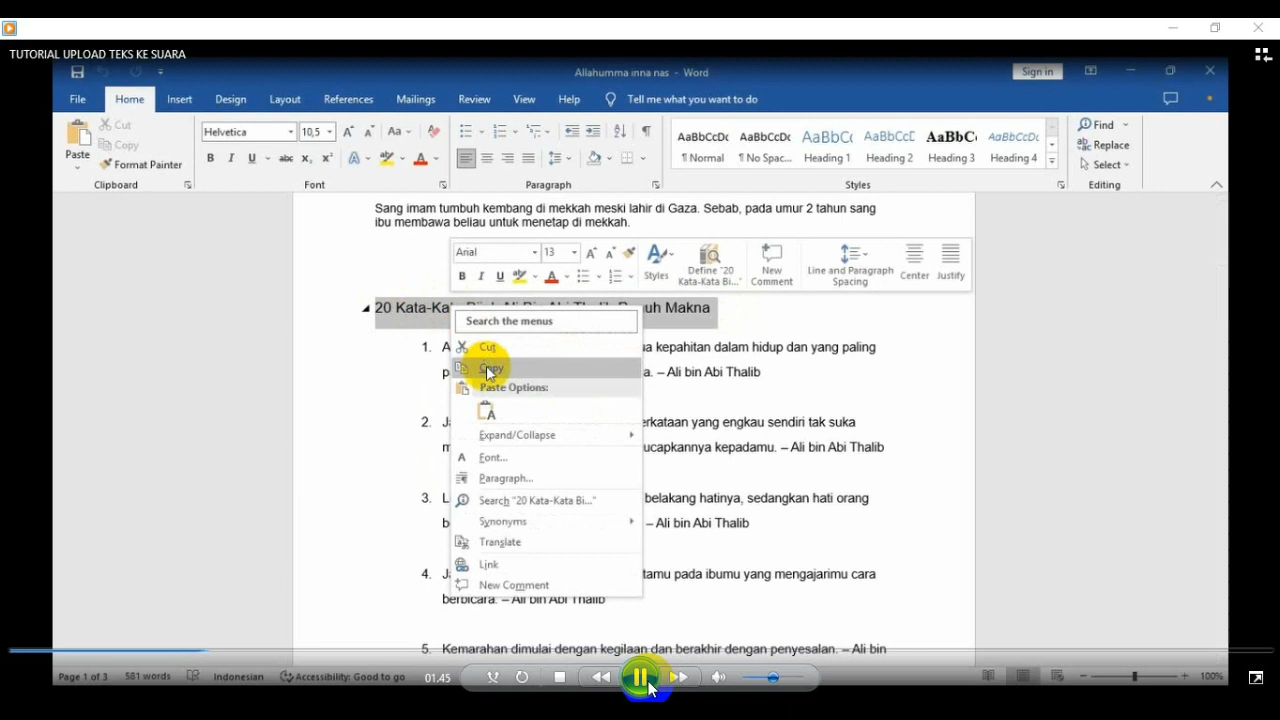 TUTORIAL UPLOAD TEKS KE SUARA
Allahumma inna nas - Word
Sign in
File Home Insert Design Layout References Mailings Review View Help Tell me what you want to do
Paste
Cut
Copy
Format Painter
Clipboard
Helvetica 10,5
Font
Paragraph
AaBbCcDc AaBbCcDc AaBbC( AaBbCcE AaBbC AaBbCcDc
¶ Normal ¶ No Spac... Heading 1 Heading 2 Heading 3 Heading 4
Styles
Find
Replace
Select
Editing
Sang imam tumbuh kembang di mekkah meski lahir di Gaza. Sebab, pada umur 2 tahun sang
ibu membawa beliau untuk menetap di mekkah.
Arial 13
Styles
Define "20 Kata-Kata Bi..."
New Comment
Line and Paragraph Spacing
Center
Justify
20 Kata-Ka uh Makna
Search the menus
Cut
Copy
Paste Options:
Expand/Collapse
Font...
Paragraph...
Search "20 Kata-Kata Bi..."
Synonyms
Translate
Link
New Comment
1. A a kepahitan dalam hidup dan yang paling
p a. – Ali bin Abi Thalib
2. J erkataan yang engkau sendiri tak suka
m ucapkannya kepadamu. – Ali bin Abi Thalib
3. L belakang hatinya, sedangkan hati orang
b – Ali bin Abi Thalib
4. J tamu pada ibumu yang mengajarimu cara
berbicara. – Ali bin Abi Thalib
5. Kemarahan dimulai dengan kegilaan dan berakhir dengan penyesalan. – Ali bin
Page 1 of 3 581 words Indonesian Accessibility: Good to go 01.45 100%